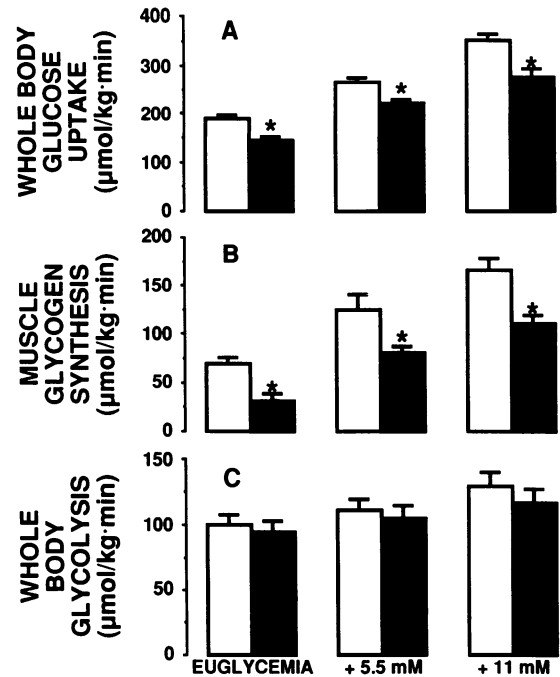 WHOLE BODY
GLUCOSE
UPTAKE
(µmol/kg·min)
400
300
200
100
0
A
*
*
*
MUSCLE
GLYCOGEN
SYNTHESIS
(µmol/kg·min)
200
150
100
50
0
B
*
*
*
WHOLE
BODY
GLYCOLYSIS
(µmol/kg·min)
150
100
50
0
C
EUGLYCEMIA + 5.5 mM + 11 mM